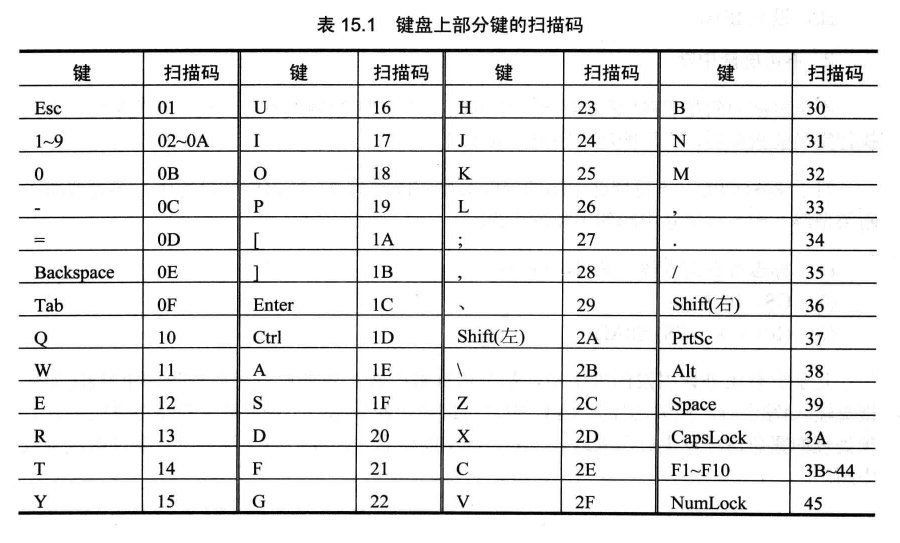 表 15.1 键盘上部分键的扫描码
键 扫描码 键 扫描码 键 扫描码 键 扫描码
Esc 01 U 16 H 23 B 30
1~9 02~0A I 17 J 24 N 31
0 0B O 18 K 25 M 32
- 0C P 19 L 26 , 33
= 0D [ 1A ; 27 . 34
Backspace 0E ] 1B , 28 / 35
Tab 0F Enter 1C 、 29 Shift(右) 36
Q 10 Ctrl 1D Shift(左) 2A PrtSc 37
W 11 A 1E \ 2B Alt 38
E 12 S 1F Z 2C Space 39
R 13 D 20 X 2D CapsLock 3A
T 14 F 21 C 2E F1~F10 3B~44
Y 15 G 22 V 2F NumLock 45